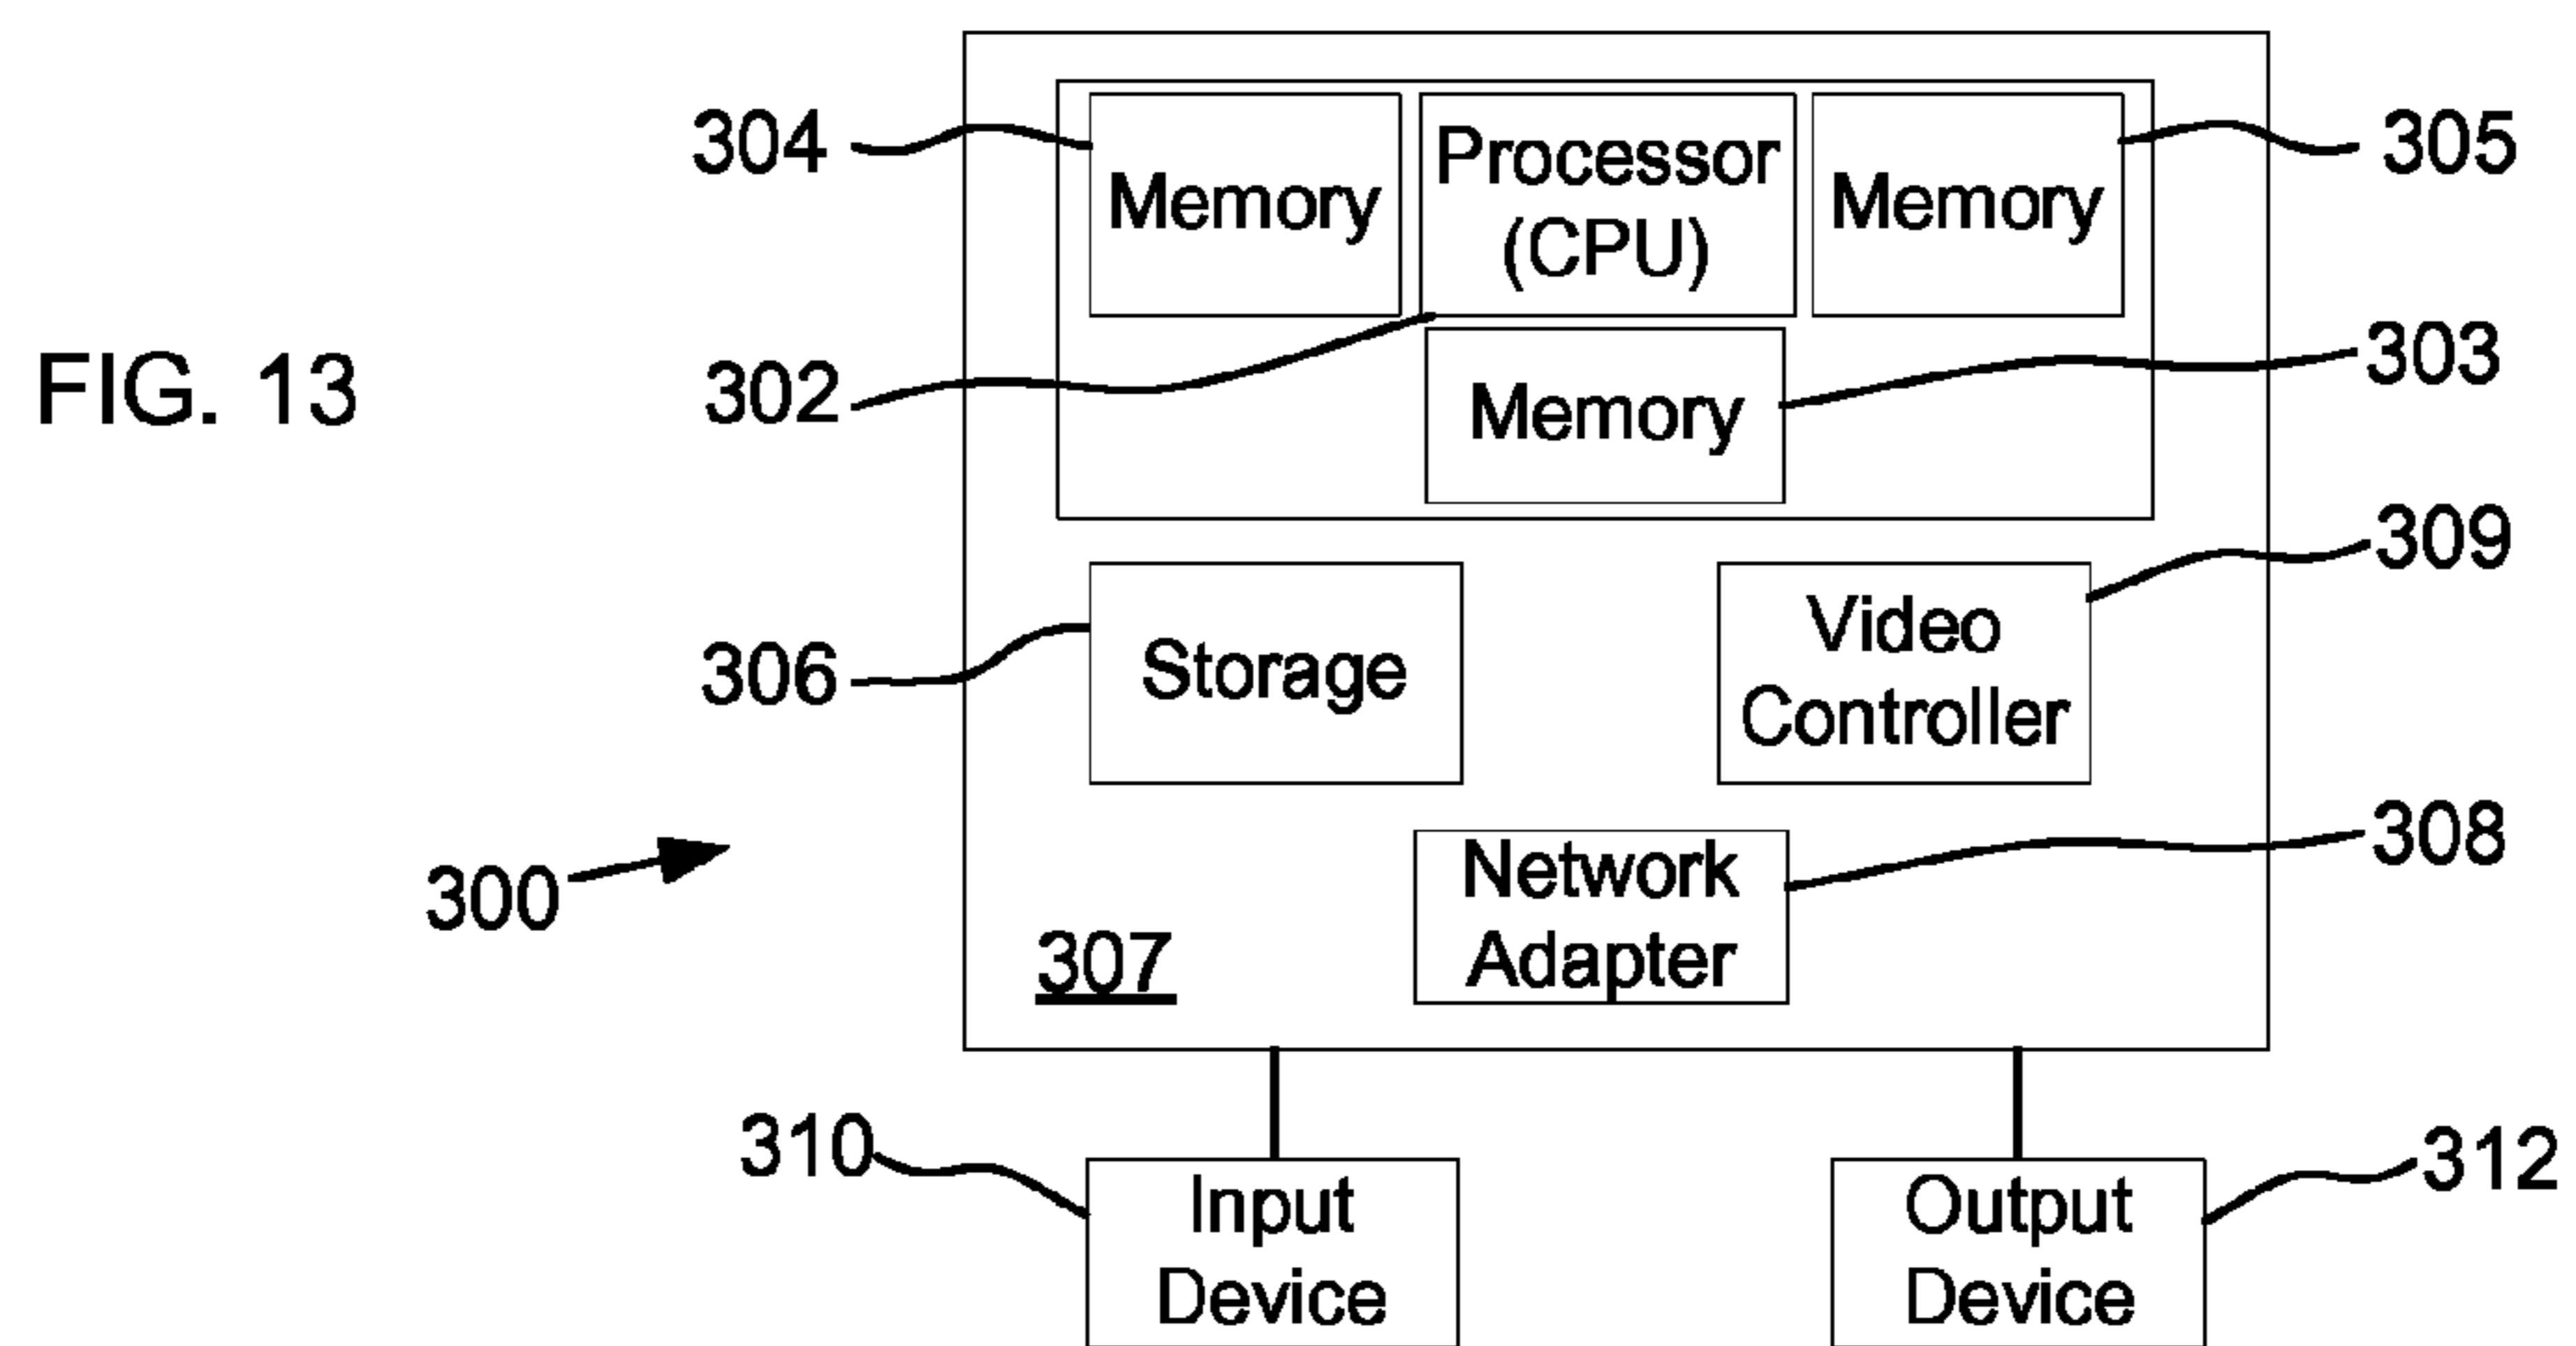 304
Memory
Processor
(CPU)
Memory
305
FIG. 13
302
Memory
303
306
Storage
Video
Controller
309
300
307
Network
Adapter
308
310
Input
Device
Output
Device
312